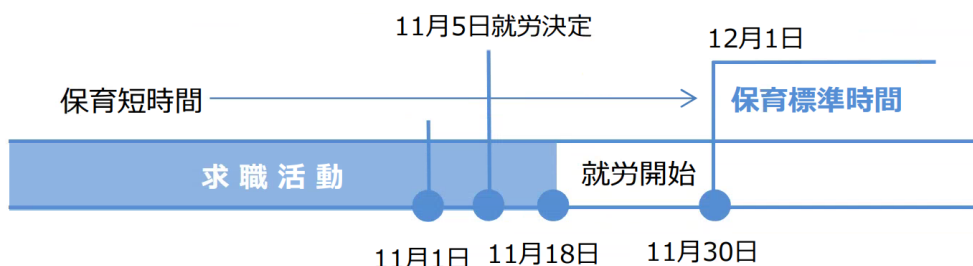 11月5日就労決定
12月1日
保育短時間
保育標準時間
求職活動
就労開始
11月1日
11月18日
11月30日